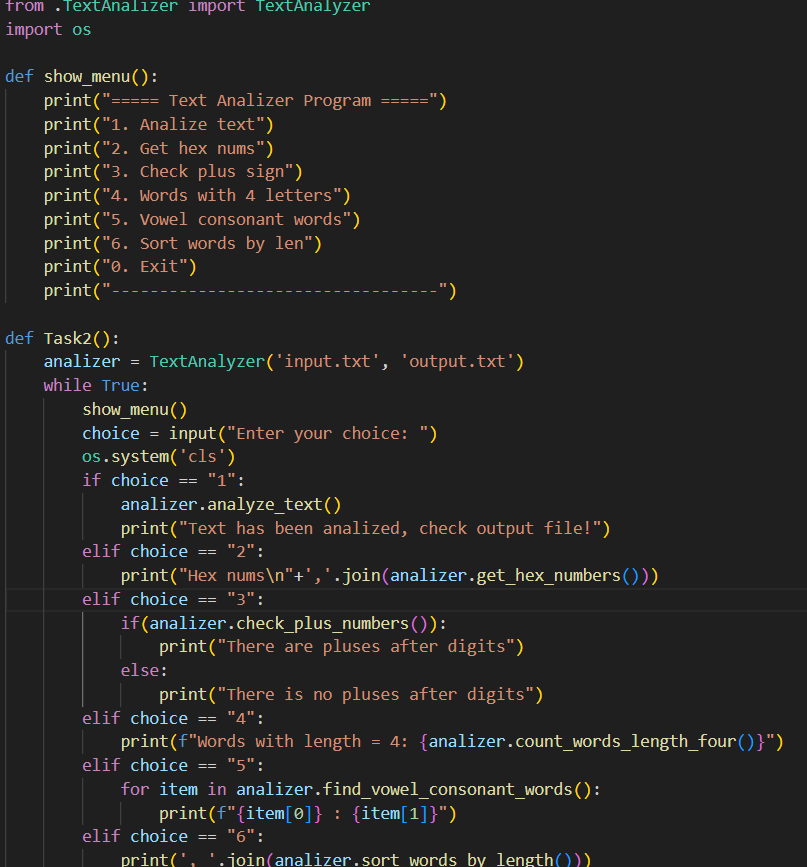 from .TextAnalizer import TextAnalyzer
import os

def show_menu():
    print("===== Text Analizer Program =====")
    print("1. Analize text")
    print("2. Get hex nums")
    print("3. Check plus sign")
    print("4. Words with 4 letters")
    print("5. Vowel consonant words")
    print("6. Sort words by len")
    print("0. Exit")
    print("----------------------------------")

def Task2():
    analizer = TextAnalyzer('input.txt', 'output.txt')
    while True:
        show_menu()
        choice = input("Enter your choice: ")
        os.system('cls')
        if choice == "1":
            analizer.analyze_text()
            print("Text has been analized, check output file!")
        elif choice == "2":
            print("Hex nums\n"+','.join(analizer.get_hex_numbers()))
        elif choice == "3":
            if(analizer.check_plus_numbers()):
                print("There are pluses after digits")
            else:
                print("There is no pluses after digits")
        elif choice == "4":
            print(f"Words with length = 4: {analizer.count_words_length_four()}")
        elif choice == "5":
            for item in analizer.find_vowel_consonant_words():
                print(f"{item[0]} : {item[1]}")
        elif choice == "6":
            print(', '.join(analizer.sort_words_by_length()))